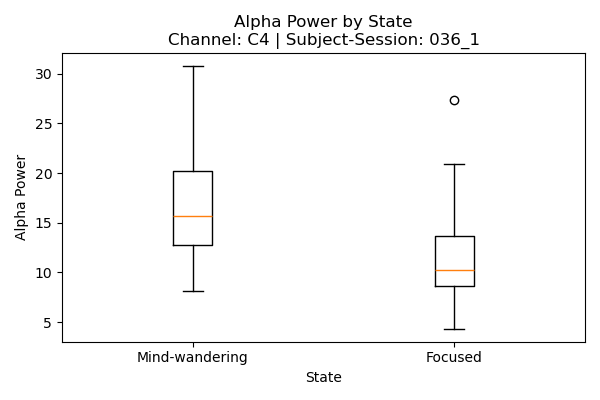 Alpha Power by State
Channel: C4 | Subject-Session: 036_1
Alpha Power
30
25
20
15
10
5
Mind-wandering
Focused
State